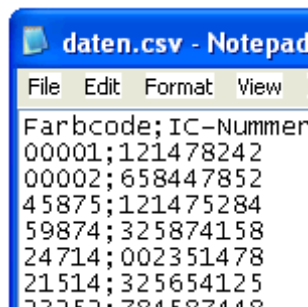 daten.csv - Notepad
File Edit Format View
Farbcode;IC-Nummer
00001;121478242
00002;658447852
45875;121475284
59874;325874158
24714;002351478
21514;325654125